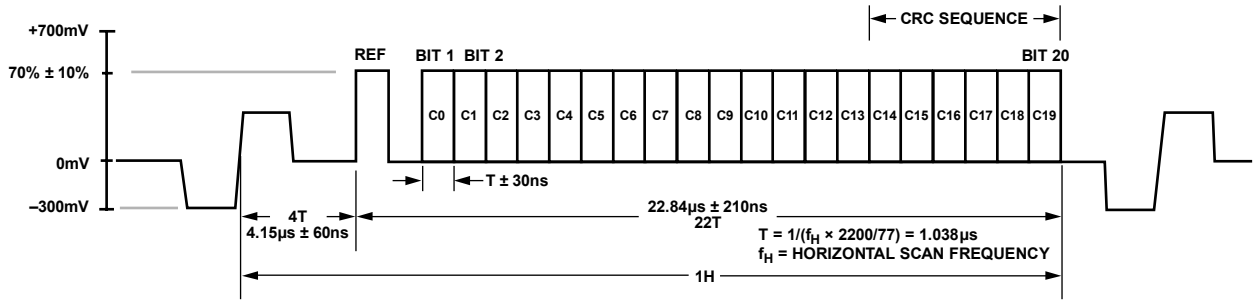 CRC SEQUENCE
+700mV
REF
BIT 1 BIT 2
BIT 20
70% ± 10%
C0 C1 C2 C3 C4 C5 C6 C7 C8 C9 C10 C11 C12 C13 C14 C15 C16 C17 C18 C19
0mV
T ± 30ns
–300mV
4T
4.15µs ± 60ns
22.84µs ± 210ns
22T
T = 1/(fH × 2200/77) = 1.038µs
fH = HORIZONTAL SCAN FREQUENCY
1H